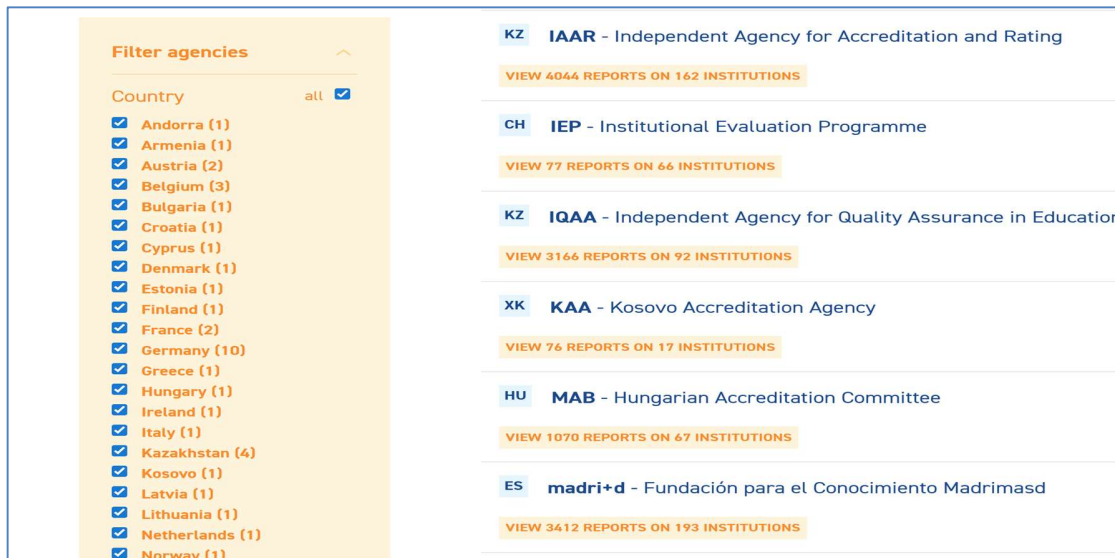 Filter agencies
Country all
Andorra (1)
Armenia (1)
Austria (2)
Belgium (3)
Bulgaria (1)
Croatia (1)
Cyprus (1)
Denmark (1)
Estonia (1)
Finland (1)
France (2)
Germany (10)
Greece (1)
Hungary (1)
Ireland (1)
Italy (1)
Kazakhstan (4)
Kosovo (1)
Latvia (1)
Lithuania (1)
Netherlands (1)
Norway (1)
KZ IAAR - Independent Agency for Accreditation and Rating
VIEW 4044 REPORTS ON 162 INSTITUTIONS
CH IEP - Institutional Evaluation Programme
VIEW 77 REPORTS ON 66 INSTITUTIONS
KZ IQAA - Independent Agency for Quality Assurance in Education
VIEW 3166 REPORTS ON 92 INSTITUTIONS
XK KAA - Kosovo Accreditation Agency
VIEW 76 REPORTS ON 17 INSTITUTIONS
HU MAB - Hungarian Accreditation Committee
VIEW 1070 REPORTS ON 67 INSTITUTIONS
ES madri+d - Fundación para el Conocimiento Madrimasd
VIEW 3412 REPORTS ON 193 INSTITUTIONS